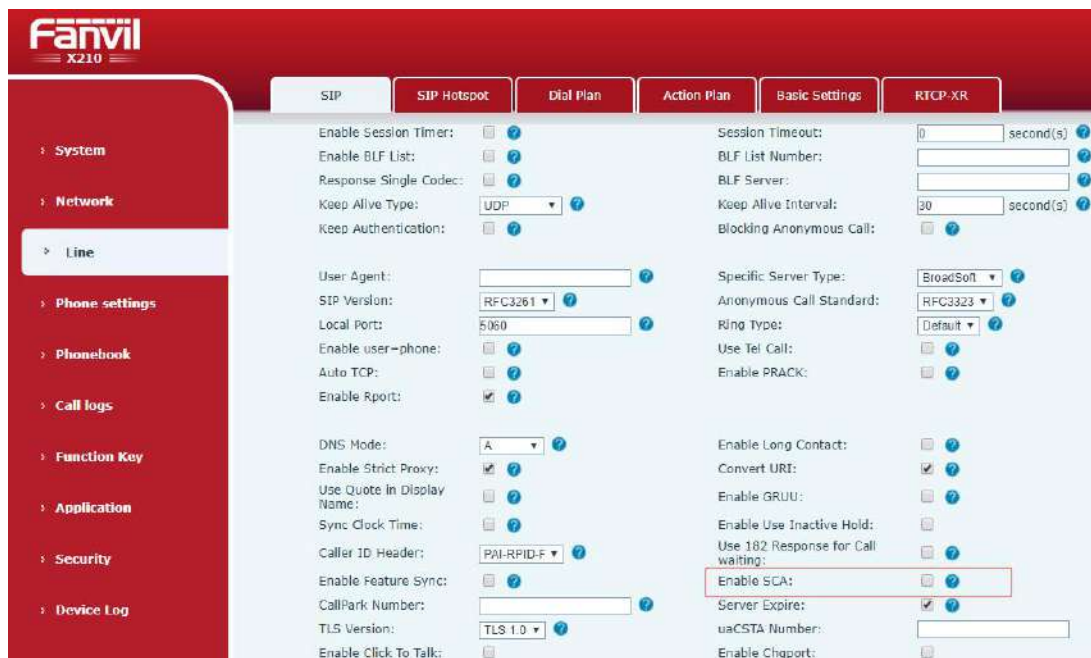 Fanvil
X210
SIP
SIP Hotspot
Dial Plan
Action Plan
Basic Settings
RTCP-XR
› System
› Network
› Line
› Phone settings
› Phonebook
› Call logs
› Function Key
› Application
› Security
› Device Log
Enable Session Timer:
Session Timeout: 0 second(s)
Enable BLF List:
BLF List Number:
Response Single Codec:
BLF Server:
Keep Alive Type: UDP
Keep Alive Interval: 30 second(s)
Keep Authentication:
Blocking Anonymous Call:
User Agent:
Specific Server Type: BroadSoft
SIP Version: RFC3261
Anonymous Call Standard: RFC3323
Local Port: 5060
Ring Type: Default
Enable user=phone:
Use Tel Call:
Auto TCP:
Enable PRACK:
Enable Rport:
DNS Mode: A
Enable Long Contact:
Enable Strict Proxy:
Convert URI:
Use Quote in Display
Name:
Enable GRUU:
Sync Clock Time:
Enable Use Inactive Hold:
Caller ID Header: PAI-RPID-F
Use 182 Response for Call
waiting:
Enable Feature Sync:
Enable SCA:
CallPark Number:
Server Expire:
TLS Version: TLS 1.0
uaCSTA Number:
Enable Click To Talk:
Enable Chgport: